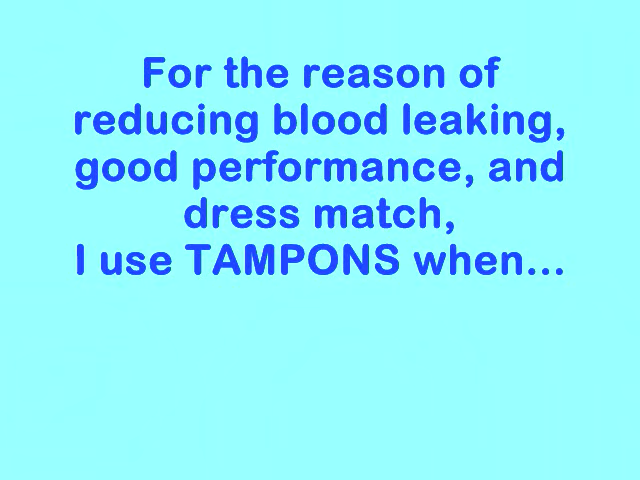 For the reason of
reducing blood leaking,
good performance, and
dress match,
I use TAMPONS when...